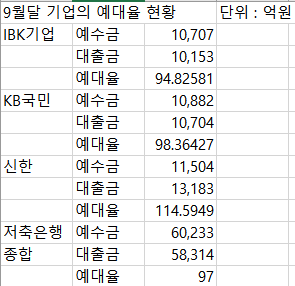 9월달 기업의 예대율 현황 단위 : 억원
IBK기업 예수금 10,707
대출금 10,153
예대율 94.82581
KB국민 예수금 10,882
대출금 10,704
예대율 98.36427
신한 예수금 11,504
대출금 13,183
예대율 114.5949
저축은행 예수금 60,233
종합 대출금 58,314
예대율 97